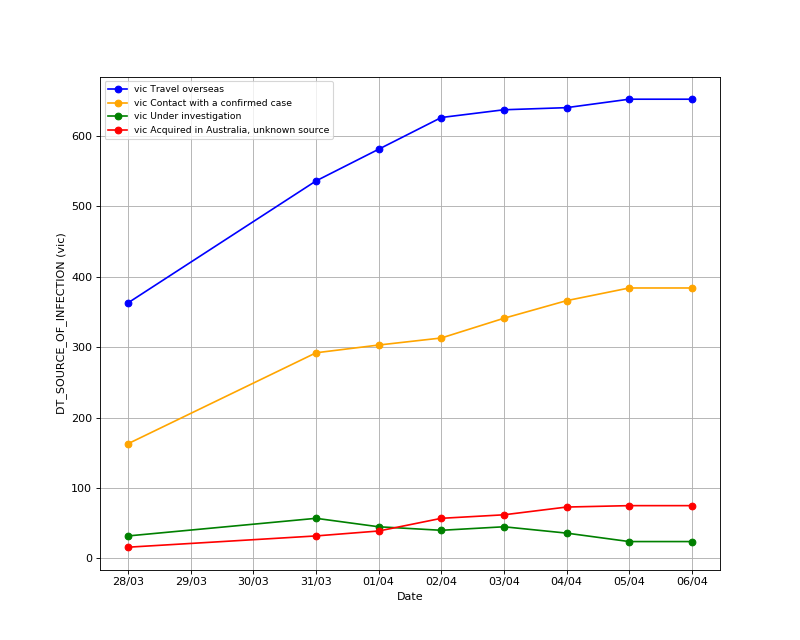 vic Travel overseas
vic Contact with a confirmed case
vic Under investigation
vic Acquired in Australia, unknown source
DT_SOURCE_OF_INFECTION (vic)
600
500
400
300
200
100
0
28/03 29/03 30/03 31/03 01/04 02/04 03/04 04/04 05/04 06/04
Date